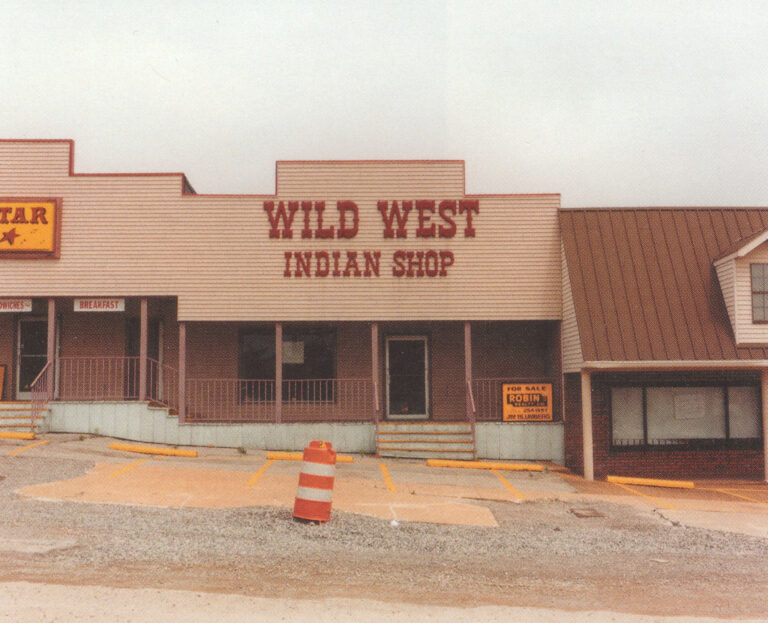 TAR
BREAKFAST
WILD WEST
INDIAN SHOP
FOR SALE
ROBIN